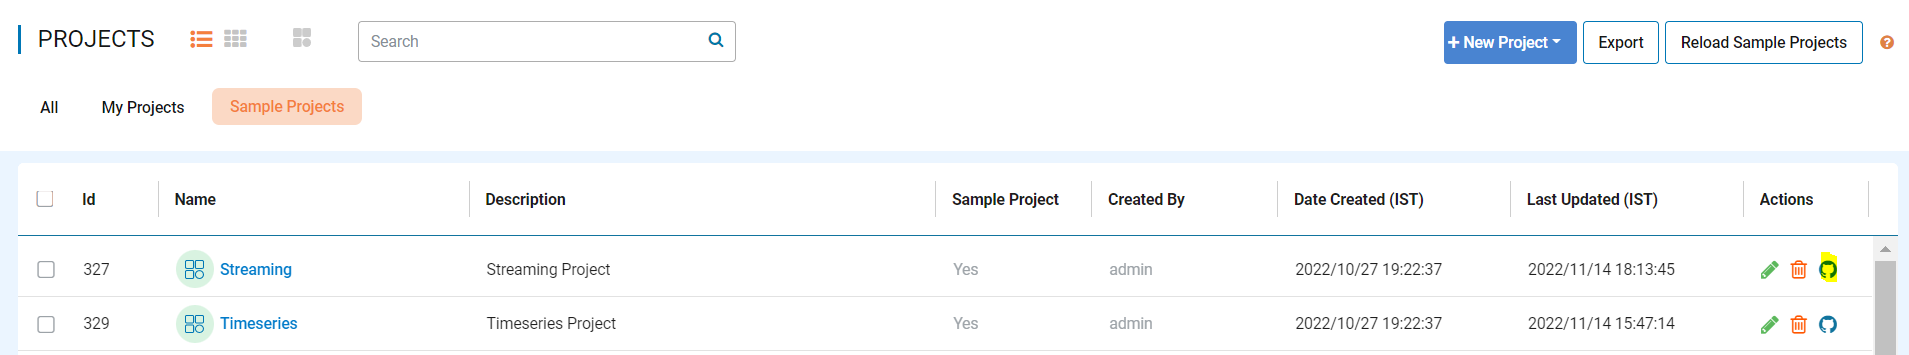 PROJECTS
Search
+ New Project
Export
Reload Sample Projects
?
All
My Projects
Sample Projects
Id Name Description Sample Project Created By Date Created (IST) Last Updated (IST) Actions
327 Streaming Streaming Project Yes admin 2022/10/27 19:22:37 2022/11/14 18:13:45
329 Timeseries Timeseries Project Yes admin 2022/10/27 19:22:37 2022/11/14 15:47:14